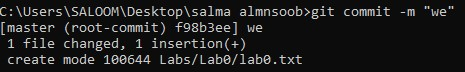 C:\Users\SALOOM\Desktop\salma almnsoob>git commit -m "we"
[master (root-commit) f98b3ee] we
 1 file changed, 1 insertion(+)
 create mode 100644 Labs/Lab0/lab0.txt